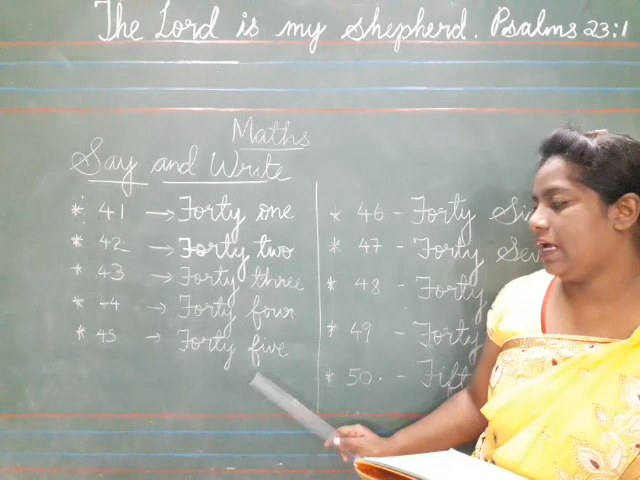 The Lord is my shepherd. Psalms 23:1
Maths
Say and Write
* 41 → Forty one
* 42 → Forty two
* 43 → Forty three
* 44 → Forty four
* 45 → Forty five
* 46 - Forty
* 47 - Forty
* 48 - Forty
* 49 - Forty
* 50. -